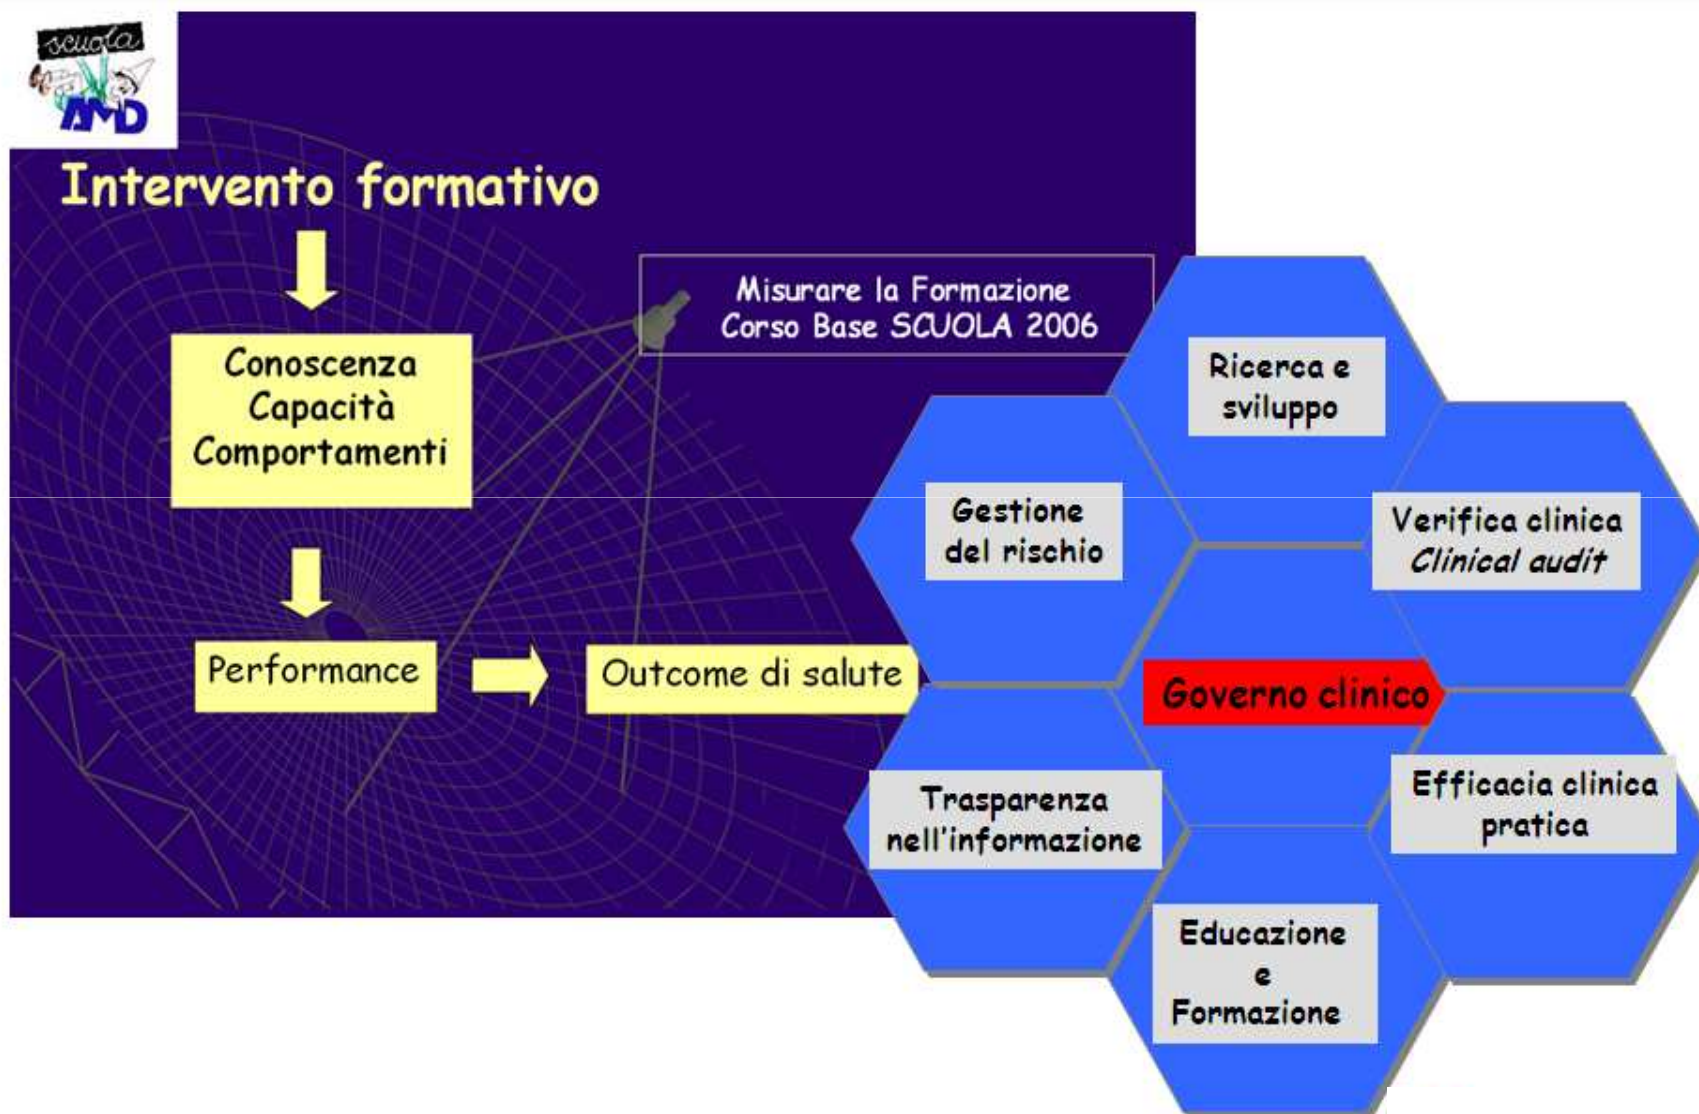 scuola
AMD
Intervento formativo
Misurare la Formazione
Corso Base SCUOLA 2006
Conoscenza
Capacità
Comportamenti
Performance
Outcome di salute
Ricerca e
sviluppo
Gestione
del rischio
Verifica clinica
Clinical audit
Governo clinico
Trasparenza
nell'informazione
Efficacia clinica
pratica
Educazione
e
Formazione